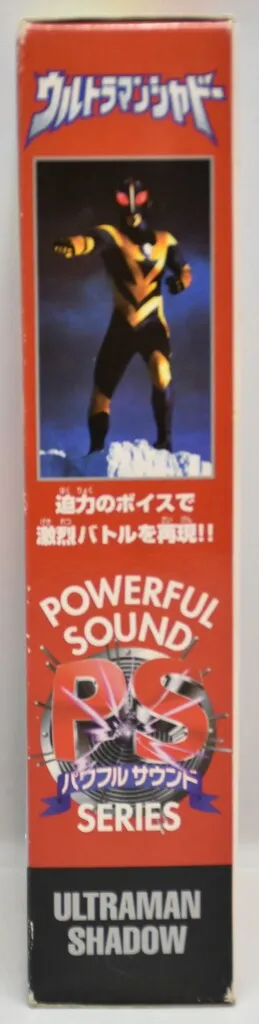 ウルトラマンシャドー
迫力のボイスで
激烈バトルを再現!!
POWERFUL
SOUND
PS
パワフル サウンド
SERIES
ULTRAMAN
SHADOW